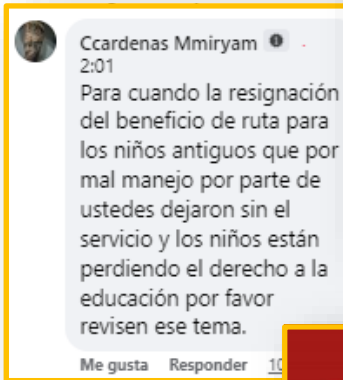 Ccardenas Mmiryam
2:01
Para cuando la resignación
del beneficio de ruta para
los niños antiguos que por
mal manejo por parte de
ustedes dejaron sin el
servicio y los niños están
perdiendo el derecho a la
educación por favor
revisen ese tema.
Me gusta Responder